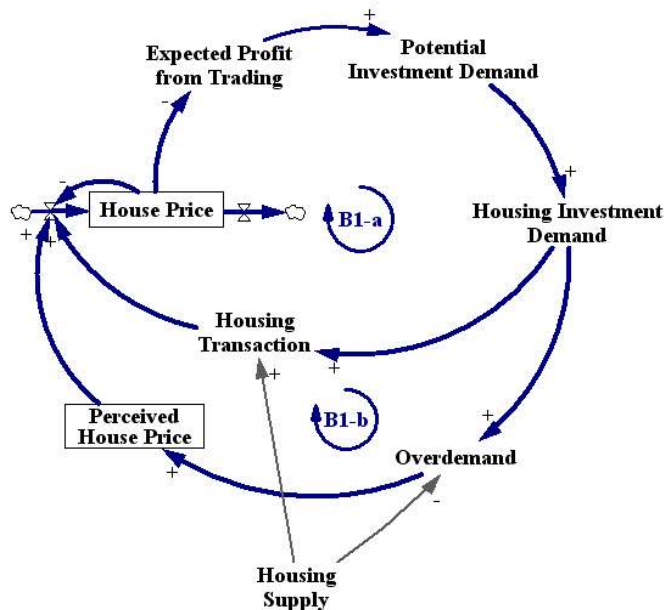 +
Expected Profit
from Trading
Potential
Investment Demand
-
-
+
House Price
Housing Investment
Demand
B1-a
+
+
Housing
Transaction
+
+
B1-b
+
Perceived
House Price
Overdemand
+
-
Housing
Supply